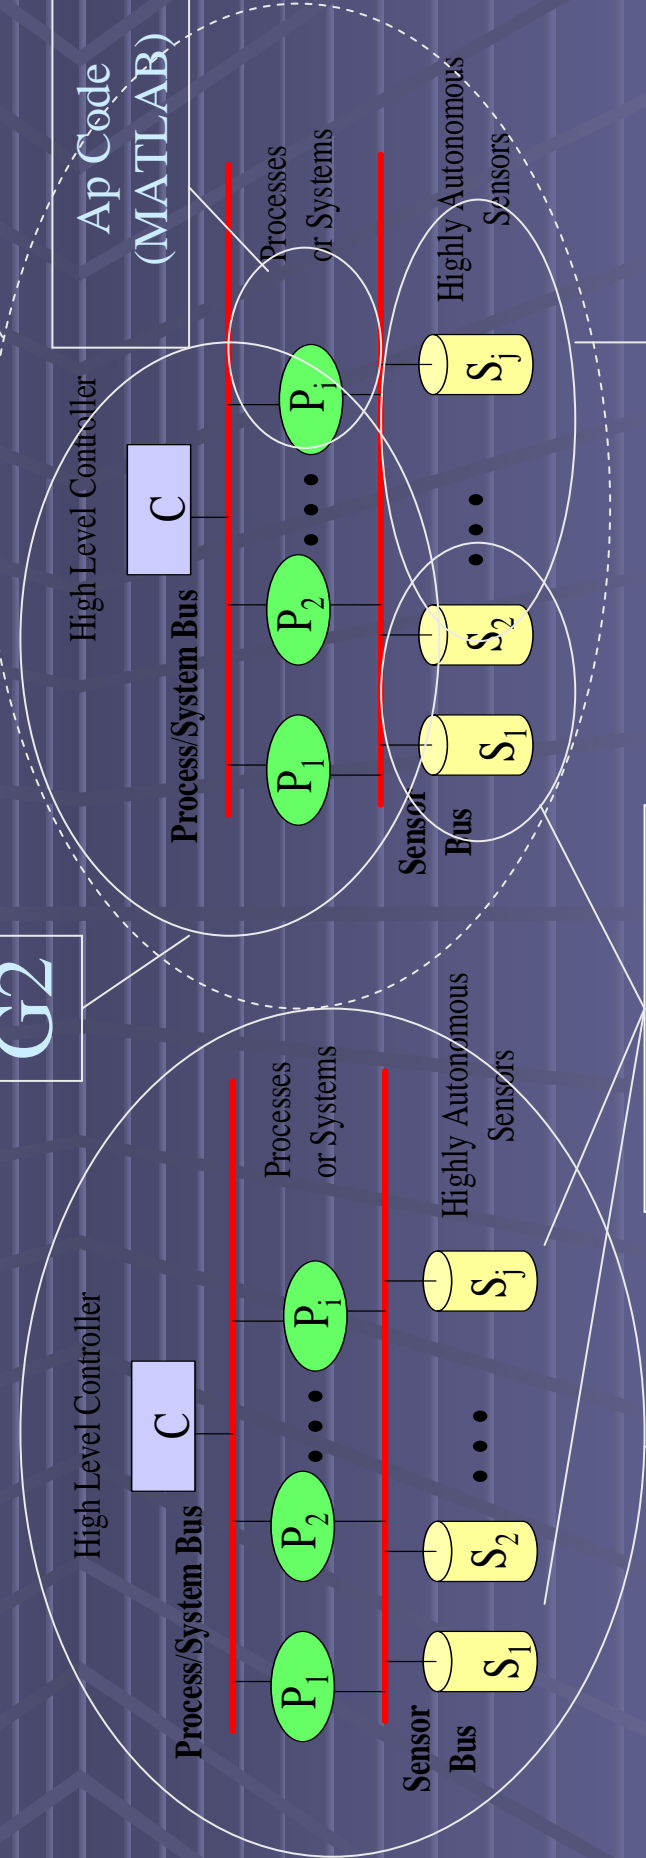 High Level Controller
C
Process/System Bus
P1
P2
Pi
Processes
or Systems
Sensor
Bus
S1
S2
Sj
Highly Autonomous
Sensors
G2
High Level Controller
C
Process/System Bus
P1
P2
Pi
Processes
or Systems
Sensor
Bus
S1
S2
Sj
Highly Autonomous
Sensors
Ap Code
(MATLAB)